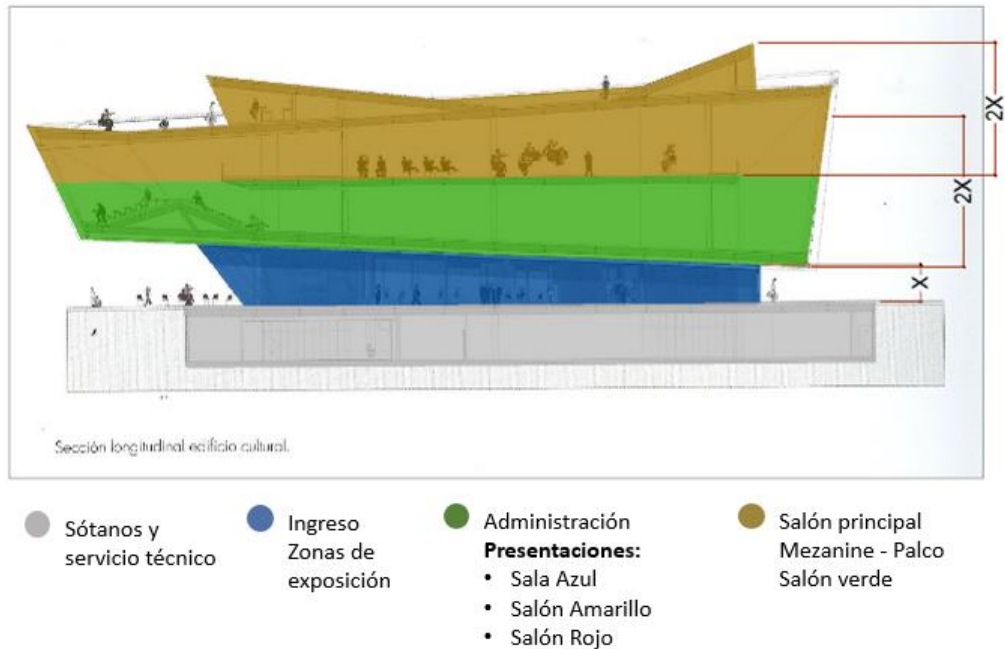 2X
2X
X
Sección longitudinal edificio cultural.
Sótanos y
servicio técnico
Ingreso
Zonas de
exposición
Administración
Presentaciones:
• Sala Azul
• Salón Amarillo
• Salón Rojo
Salón principal
Mezanine - Palco
Salón verde